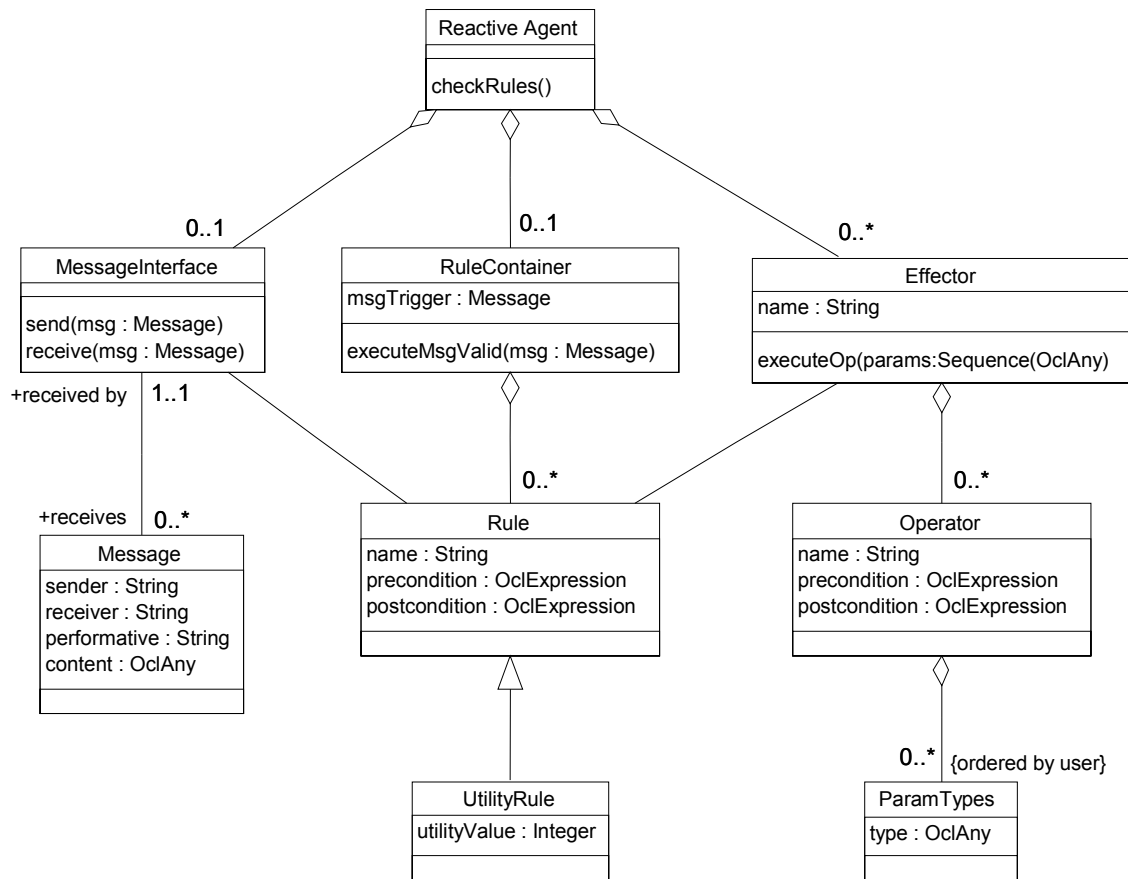 Reactive Agent
checkRules()
0..1
0..1
0..*
MessageInterface
send(msg : Message)
receive(msg : Message)
RuleContainer
msgTrigger : Message
executeMsgValid(msg : Message)
Effector
name : String
executeOp(params:Sequence(OclAny)
+received by
1..1
+receives
0..*
0..*
0..*
Message
sender : String
receiver : String
performative : String
content : OclAny
Rule
name : String
precondition : OclExpression
postcondition : OclExpression
Operator
name : String
precondition : OclExpression
postcondition : OclExpression
0..*
{ordered by user}
UtilityRule
utilityValue : Integer
ParamTypes
type : OclAny